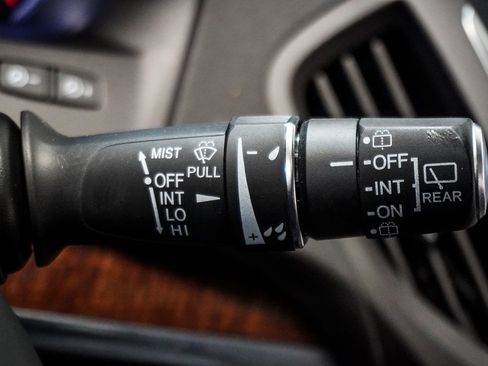 MIST
PULL
OFF
INT
LO
HI
-
+
OFF
INT
ON
REAR